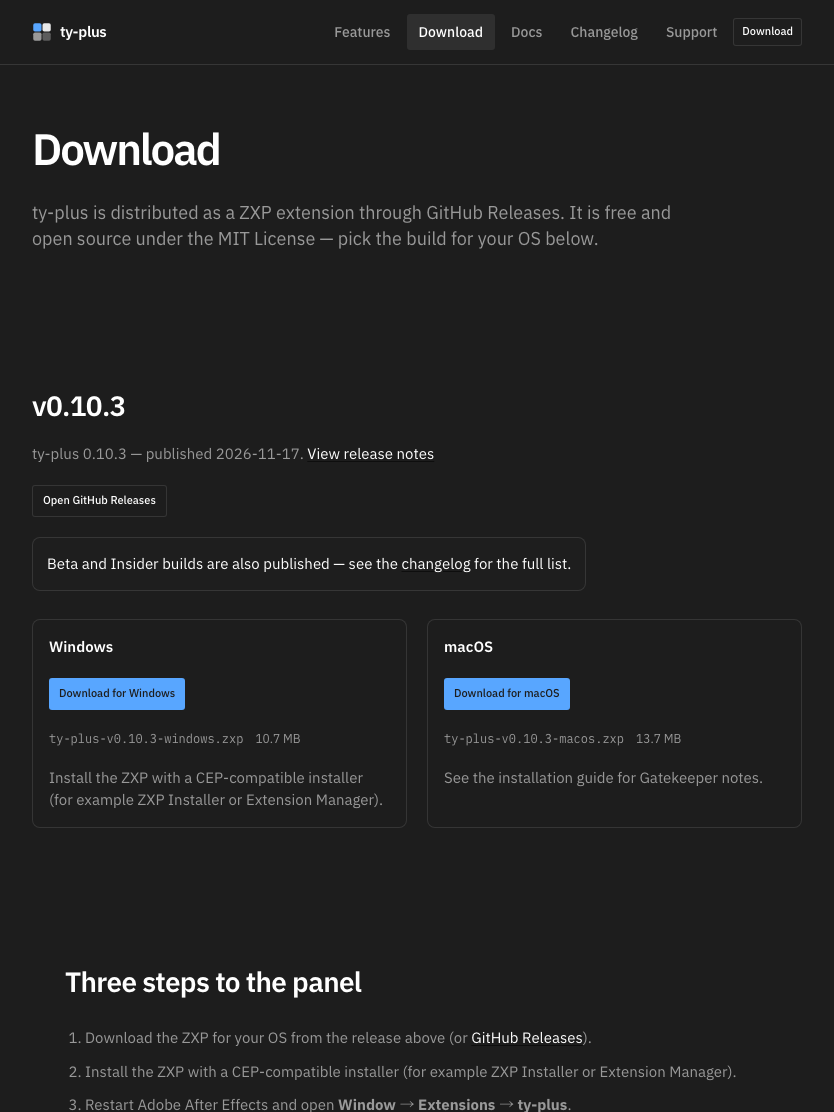 ty-plus
Features
Download
Docs
Changelog
Support
Download
Download
ty-plus is distributed as a ZXP extension through GitHub Releases. It is free and
open source under the MIT License — pick the build for your OS below.
v0.10.3
ty-plus 0.10.3 — published 2026-11-17. View release notes
Open GitHub Releases
Beta and Insider builds are also published — see the changelog for the full list.
Windows
Download for Windows
ty-plus-v0.10.3-windows.zxp 10.7 MB
Install the ZXP with a CEP-compatible installer
(for example ZXP Installer or Extension Manager).
macOS
Download for macOS
ty-plus-v0.10.3-macos.zxp 13.7 MB
See the installation guide for Gatekeeper notes.
Three steps to the panel
1. Download the ZXP for your OS from the release above (or GitHub Releases).
2. Install the ZXP with a CEP-compatible installer (for example ZXP Installer or Extension Manager).
3. Restart Adobe After Effects and open Window → Extensions → ty-plus.